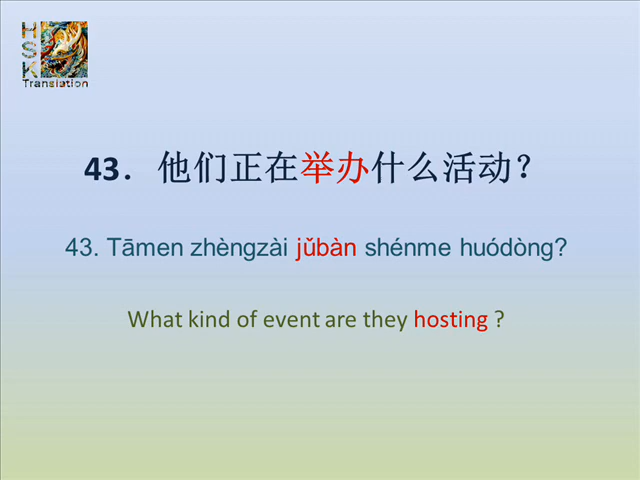 HSK
Translation
43. 他们正在举办什么活动?
43. Tāmen zhèngzài jǔbàn shénme huódòng?
What kind of event are they hosting ?